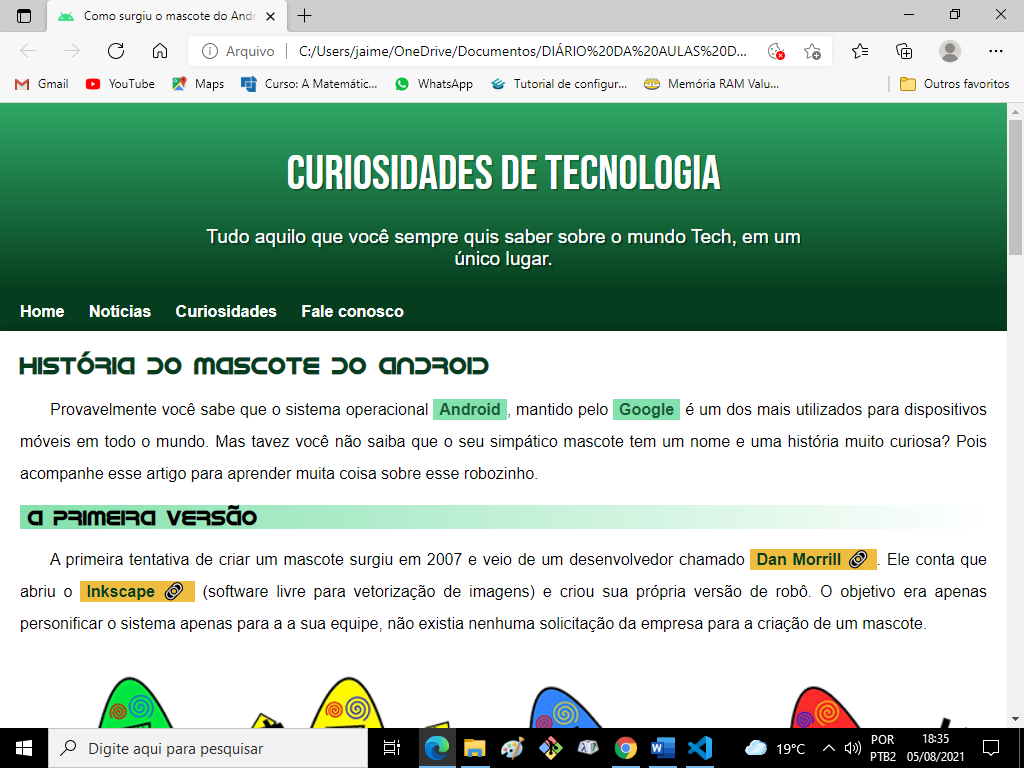 Como surgiu o mascote do Andr
Arquivo
C:/Users/jaime/OneDrive/Documentos/DIÁRIO%20DA%20AULAS%20D...
Gmail
YouTube
Maps
Curso: A Matemátic...
WhatsApp
Tutorial de configur...
Memória RAM Valu...
Outros favoritos
CURIOSIDADES DE TECNOLOGIA
Tudo aquilo que você sempre quis saber sobre o mundo Tech, em um
único lugar.
Home Notícias Curiosidades Fale conosco
História do Mascote do Android
Provavelmente você sabe que o sistema operacional Android, mantido pelo Google é um dos mais utilizados para dispositivos
móveis em todo o mundo. Mas tavez você não saiba que o seu simpático mascote tem um nome e uma história muito curiosa? Pois
acompanhe esse artigo para aprender muita coisa sobre esse robozinho.
A primeira versão
A primeira tentativa de criar um mascote surgiu em 2007 e veio de um desenvolvedor chamado Dan Morrill. Ele conta que
abriu o Inkscape (software livre para vetorização de imagens) e criou sua própria versão de robô. O objetivo era apenas
personificar o sistema apenas para a a sua equipe, não existia nenhuma solicitação da empresa para a criação de um mascote.
Digite aqui para pesquisar
19°C
POR
PTB2
18:35
05/08/2021